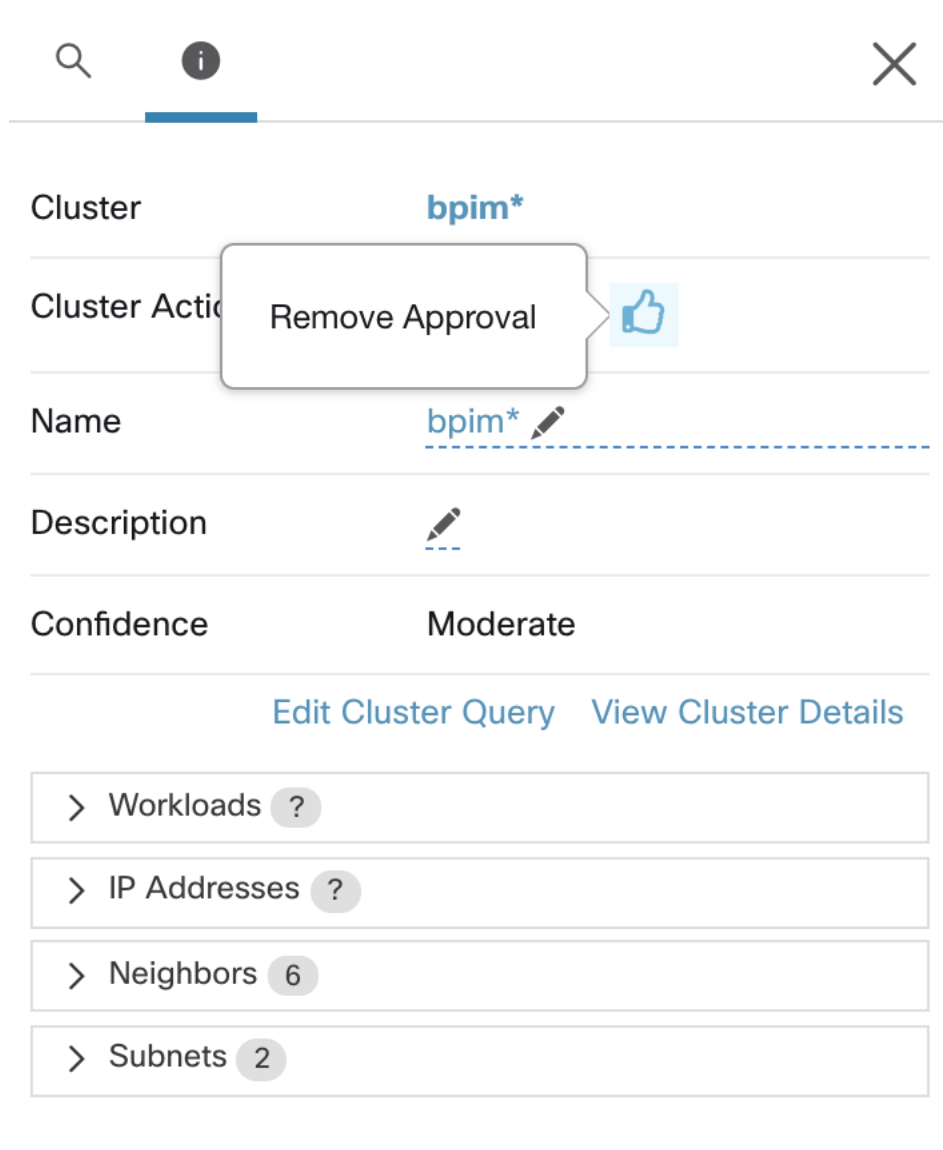 Cluster bpim*
Cluster Actio
Remove Approval
Name bpim*
Description
Confidence Moderate
Edit Cluster Query View Cluster Details
Workloads ?
IP Addresses ?
Neighbors 6
Subnets 2